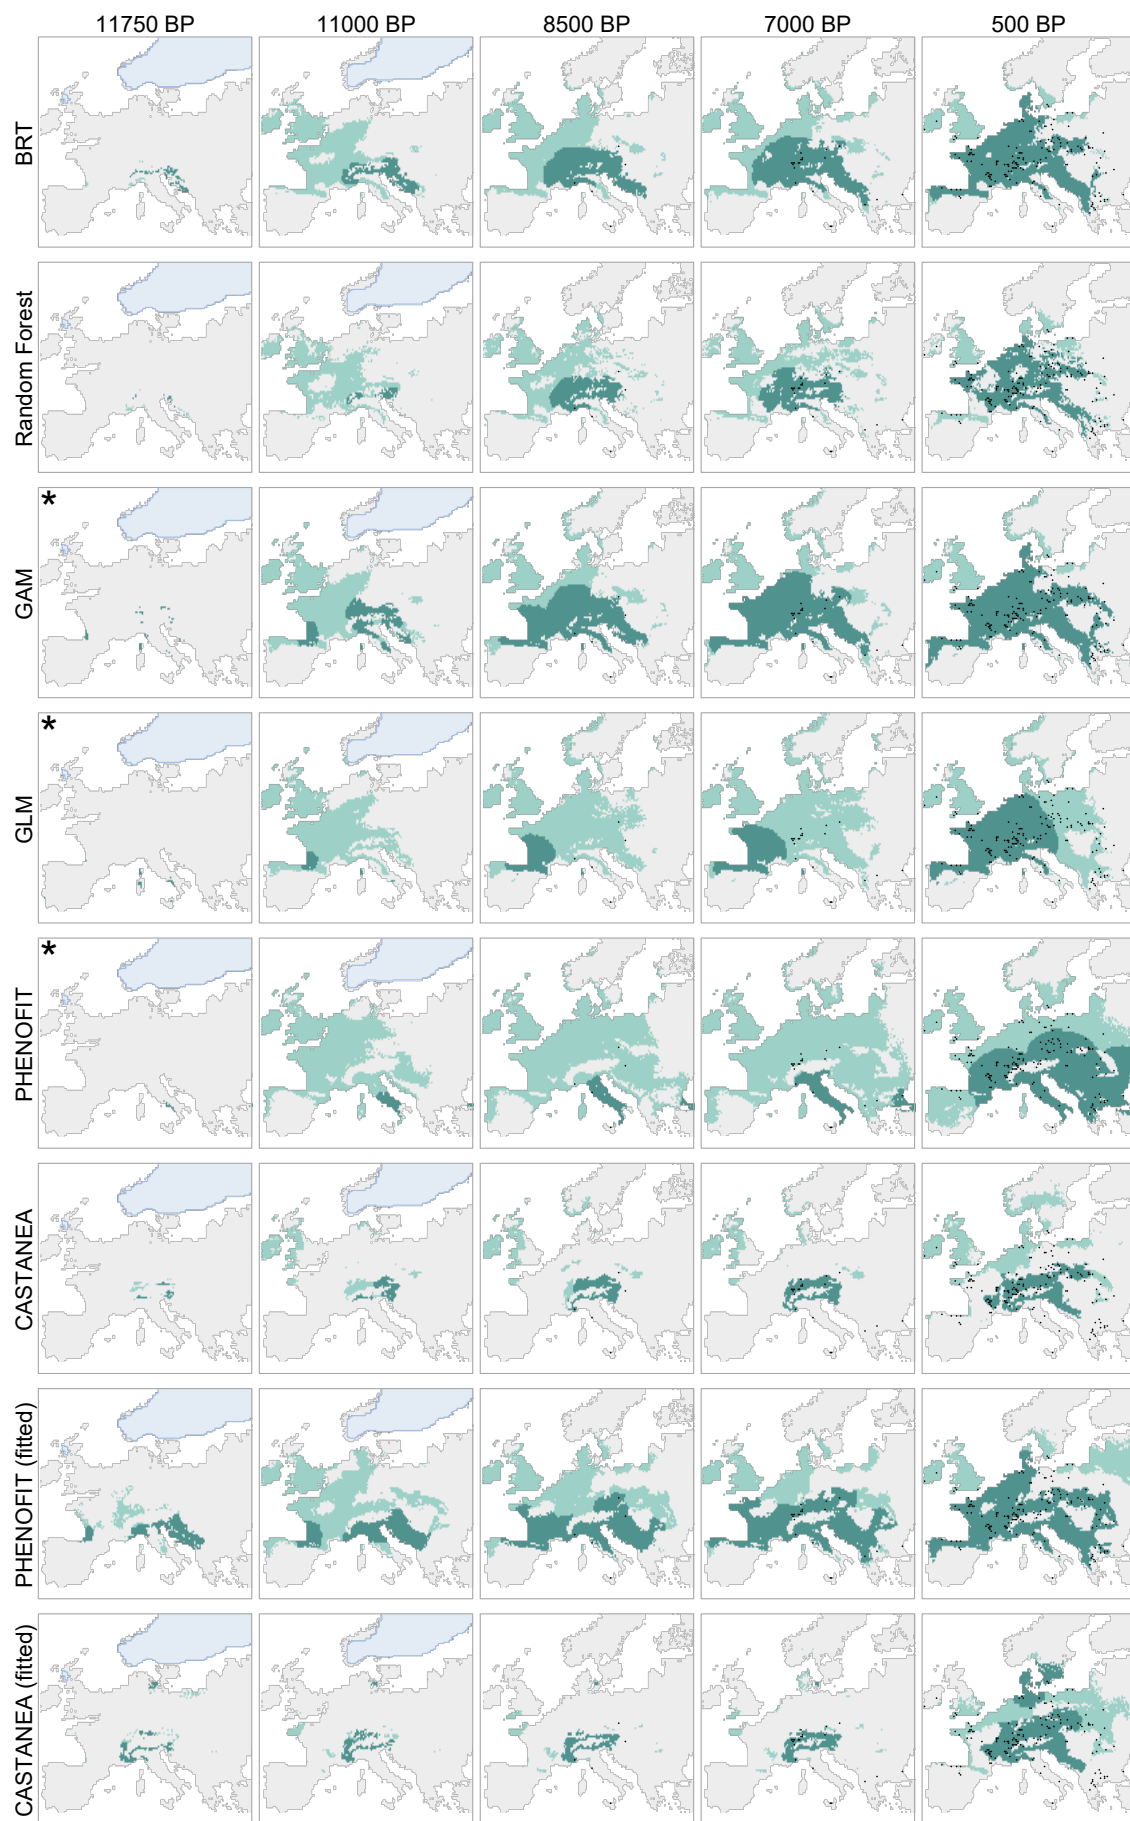 11750 BP 11000 BP 8500 BP 7000 BP 500 BP
BRT
Random Forest
*
GAM
*
GLM
*
PHENOFIT
CASTANEA
PHENOFIT (fitted)
CASTANEA (fitted)